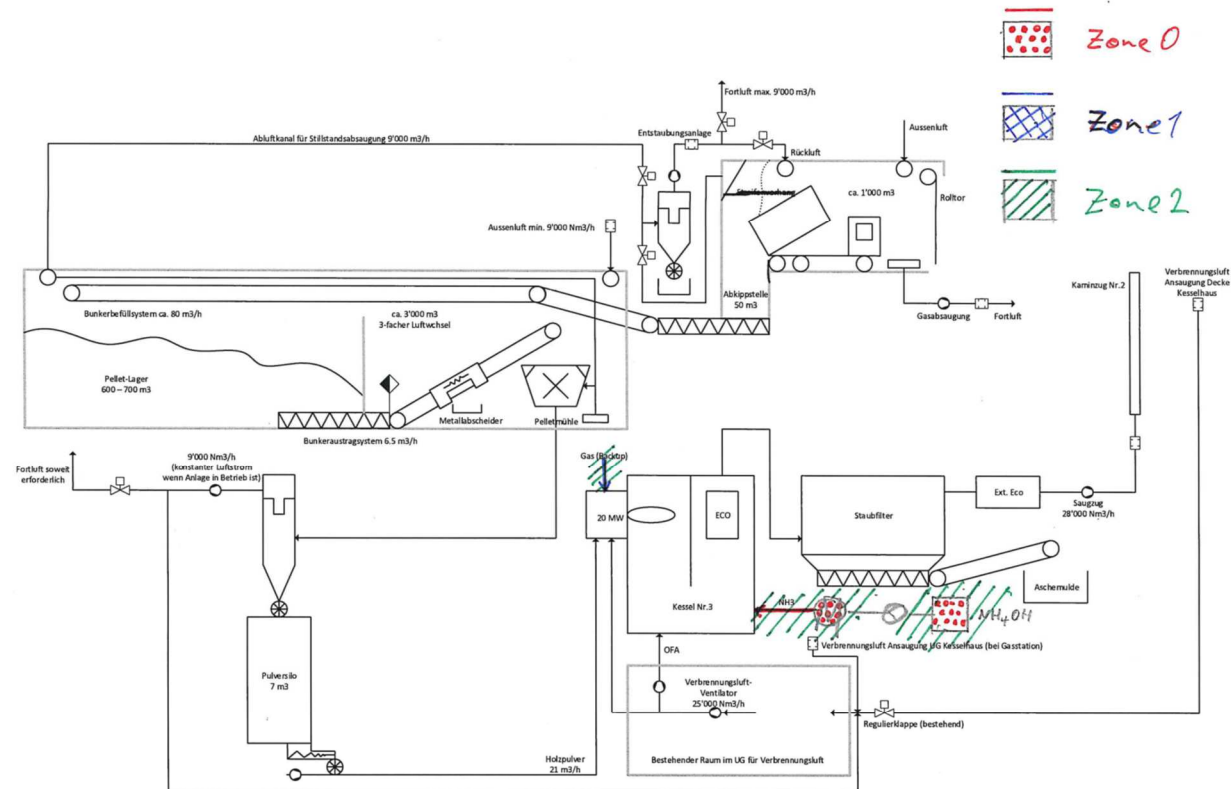 Zone 0
Fortluft max. 9'000 m3/h
Zone 1
Aussenluft
Abluftkanal für Stillstandsabsaugung 9'000 m3/h
Entstaubungsanlage
Rückluft
Streifenvorhang
ca. 1'000 m3
Rolltor
Zone 2
Aussenluft min. 9'000 Nm3/h
Verbrennungsluft
Ansaugung Decke
Kesselhaus
Kaminzug Nr.2
Abkippstelle
50 m3
Gasabsaugung
Fortluft
Bunkerbefüllsystem ca. 80 m3/h
ca. 3'000 m3
3-facher Luftwchsel
Pellet-Lager
600 – 700 m3
Metallabscheider
Pelletmühle
Bunkeraustragsystem 6.5 m3/h
Fortluft soweit
erforderlich
9'000 Nm3/h
(konstanter Luftstrom
wenn Anlage in Betrieb ist)
Gas (Backup)
20 MW
ECO
Staubfilter
Ext. Eco
Saugzug
28'000 Nm3/h
Kessel Nr.3
NH3
NH4OH
Aschemulde
Verbrennungsluft Ansaugung UG Kesselhaus (bei Gasstation)
OFA
Pulversilo
7 m3
Verbrennungsluft-
Ventilator
25'000 Nm3/h
Regulierklappe (bestehend)
Holzpulver
21 m3/h
Bestehender Raum im UG für Verbrennungsluft